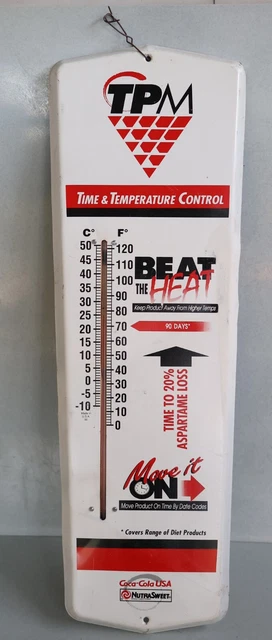 TPM
TIME & TEMPERATURE CONTROL
C° F°
50 120
45 110
40 100
35 90
30 80
25 70
20 60
15 50
10 40
5 30
0 20
-5 10
-10 0
BEAT
THE HEAT
Keep Product Away From Higher Temps
90 DAYS*
TIME TO 20%
ASPARTAME LOSS
Move it
ON
Move Product On Time By Date Codes
* Covers Range of Diet Products
Coca-Cola USA
NUTRASWEET